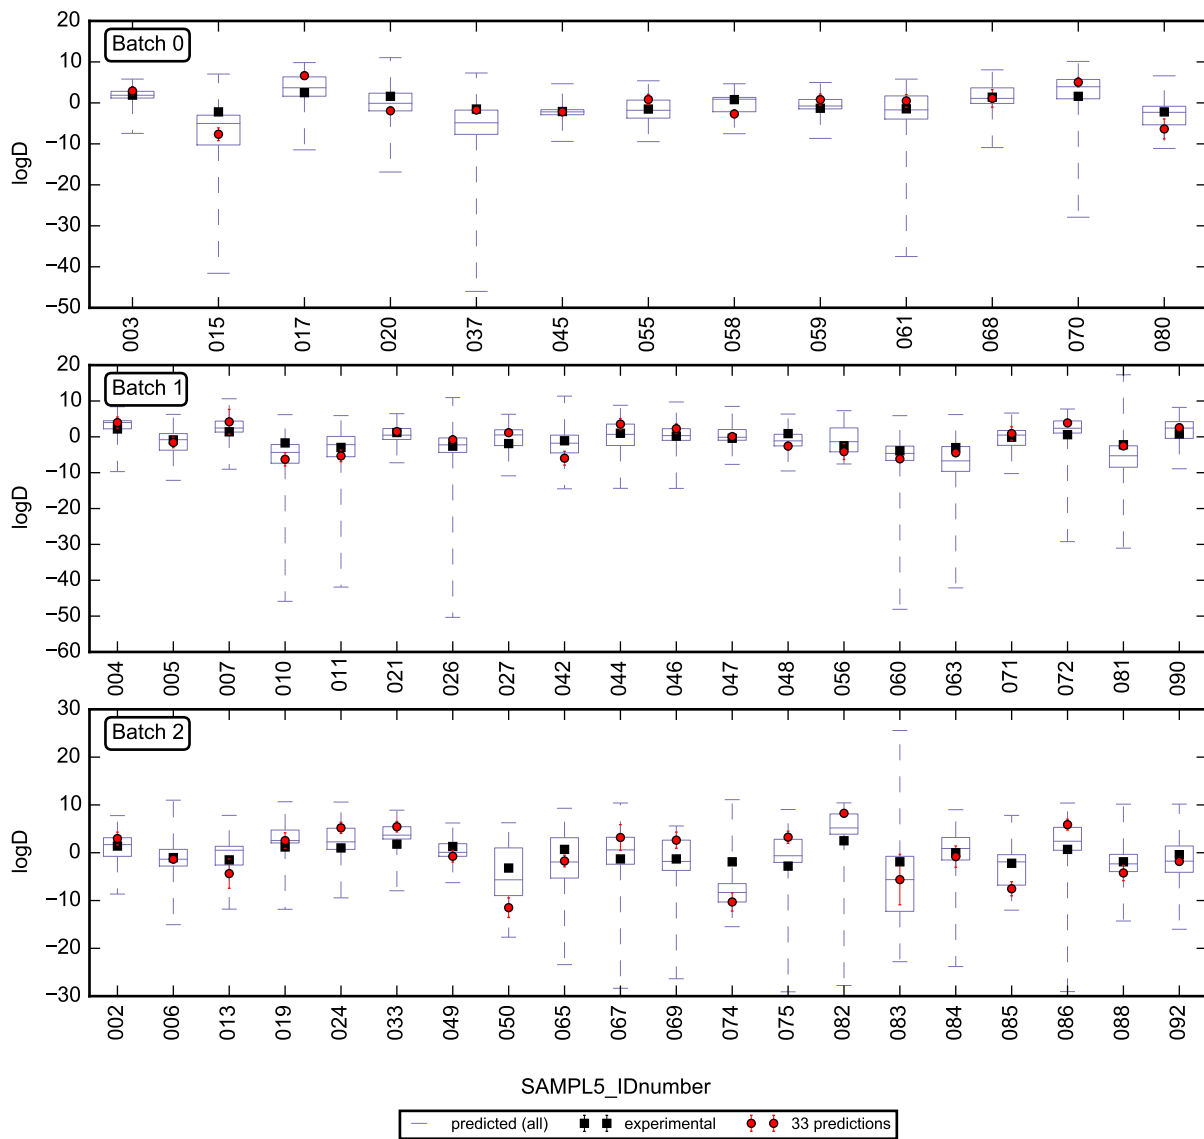 20
Batch 0
10
0
−10
−20
−30
−40
−50
logD
003 015 017 020 037 045 055 058 059 061 068 070 080
20
Batch 1
10
0
−10
−20
−30
−40
−50
−60
logD
004 005 007 010 011 021 026 027 042 044 046 047 048 056 060 063 071 072 081 090
30
Batch 2
20
10
0
−10
−20
−30
logD
002 006 013 019 024 033 049 050 065 067 069 074 075 082 083 084 085 086 088 092
SAMPL5_IDnumber
predicted (all) experimental 33 predictions